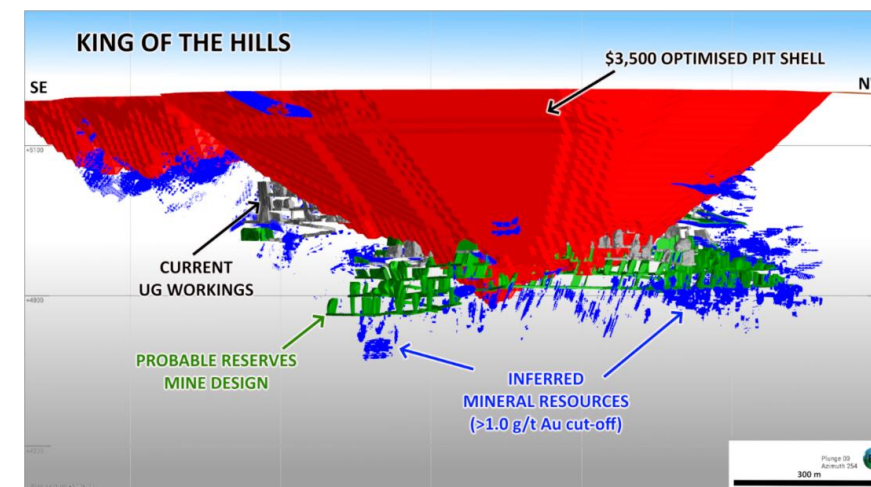 KING OF THE HILLS
$3,500 OPTIMISED PIT SHELL
SE
CURRENT
UG WORKINGS
PROBABLE RESERVES
MINE DESIGN
INFERRED
MINERAL RESOURCES
(>1.0 g/t Au cut-off)
Plunge 00
Azimuth 254
300 m